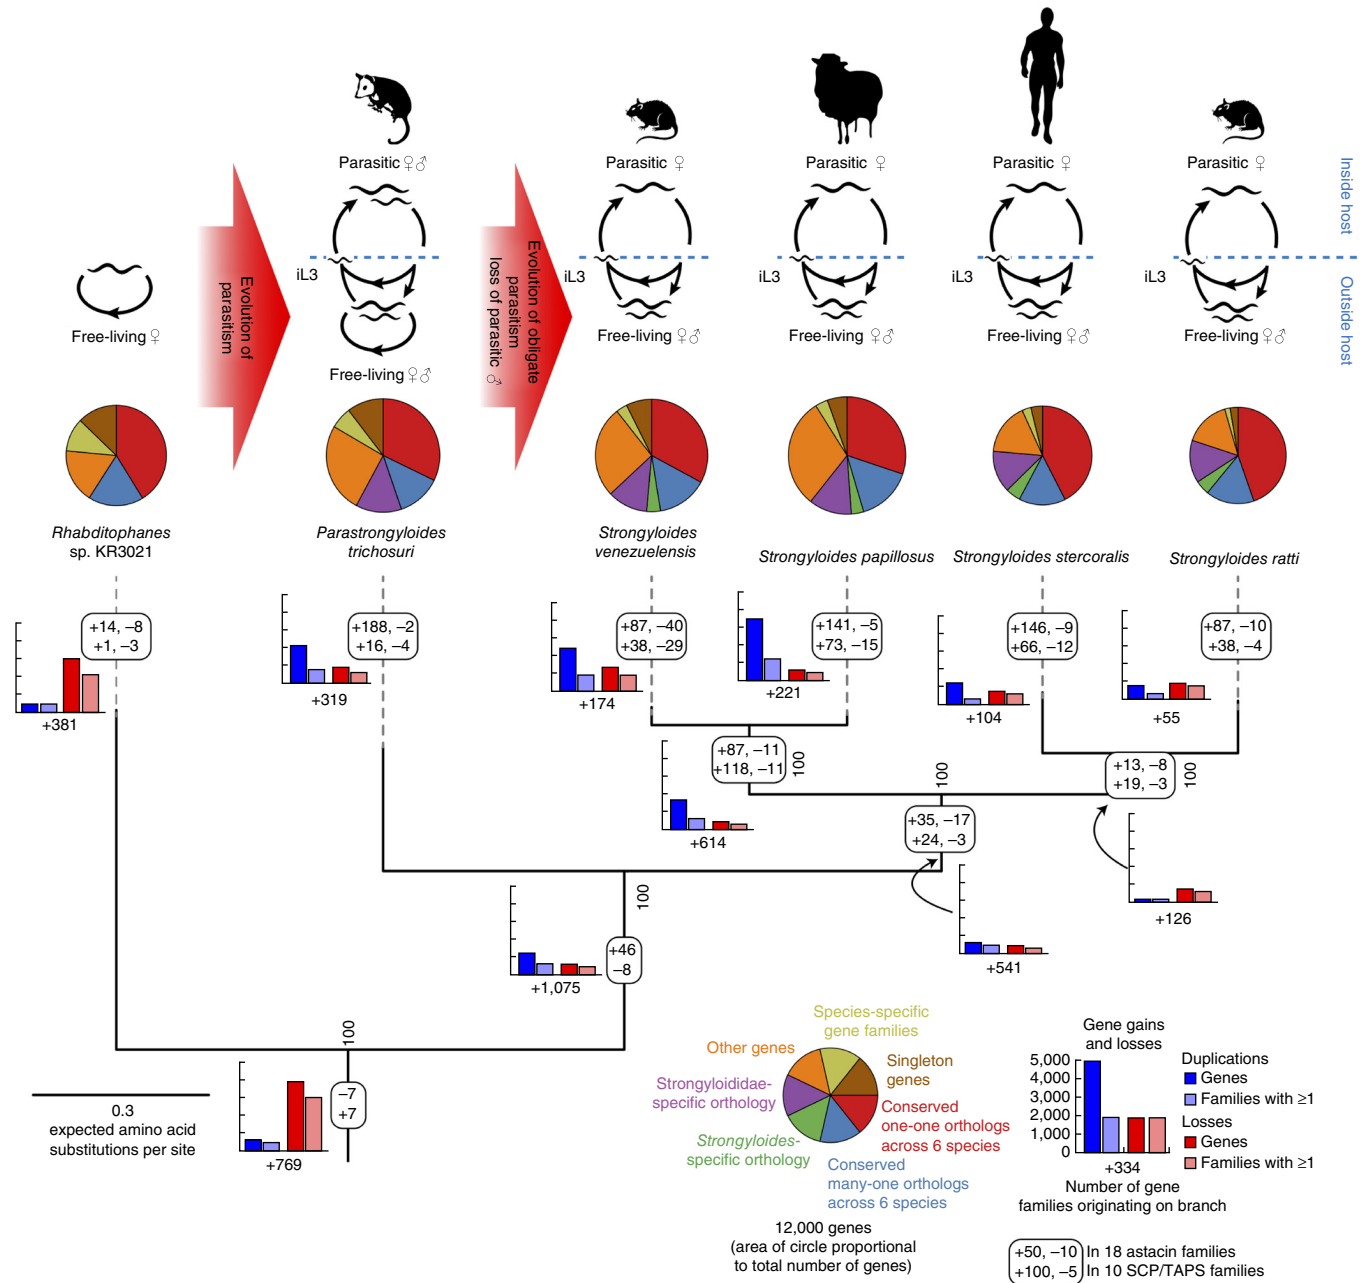 Parasitic ♀♂
Parasitic ♀
Parasitic ♀
Parasitic ♀
Parasitic ♀
Inside host
Outside host
iL3
iL3
iL3
iL3
iL3
Free-living ♀
Free-living ♀♂
Free-living ♀♂
Free-living ♀♂
Free-living ♀♂
Free-living ♀♂
Evolution of
parasitism
Evolution of obligate
parasitism
loss of parasitic ♂
Rhabditophanes
sp. KR3021
Parastrongyloides
trichosuri
Strongyloides
venezuelensis
Strongyloides papillosus
Strongyloides stercoralis
Strongyloides ratti
+14, –8
+1, –3
+381
+188, –2
+16, –4
+319
+87, –40
+38, –29
+174
+141, –5
+73, –15
+221
+146, –9
+66, –12
+104
+87, –10
+38, –4
+55
+87, –11
+118, –11
100
+614
+13, –8
+19, –3
100
+126
100
+35, –17
+24, –3
+541
100
+46
–8
+1,075
100
–7
+7
+769
0.3
expected amino acid
substitutions per site
Species-specific
gene families
Other genes
Singleton
genes
Strongyloididae-
specific orthology
Conserved
one-one orthologs
across 6 species
Strongyloides-
specific orthology
Conserved
many-one orthologs
across 6 species
12,000 genes
(area of circle proportional
to total number of genes)
Gene gains
and losses
5,000
4,000
3,000
2,000
1,000
0
+334
Number of gene
families originating on branch
Duplications
Genes
Families with ≥1
Losses
Genes
Families with ≥1
+50, –10 In 18 astacin families
+100, –5 In 10 SCP/TAPS families